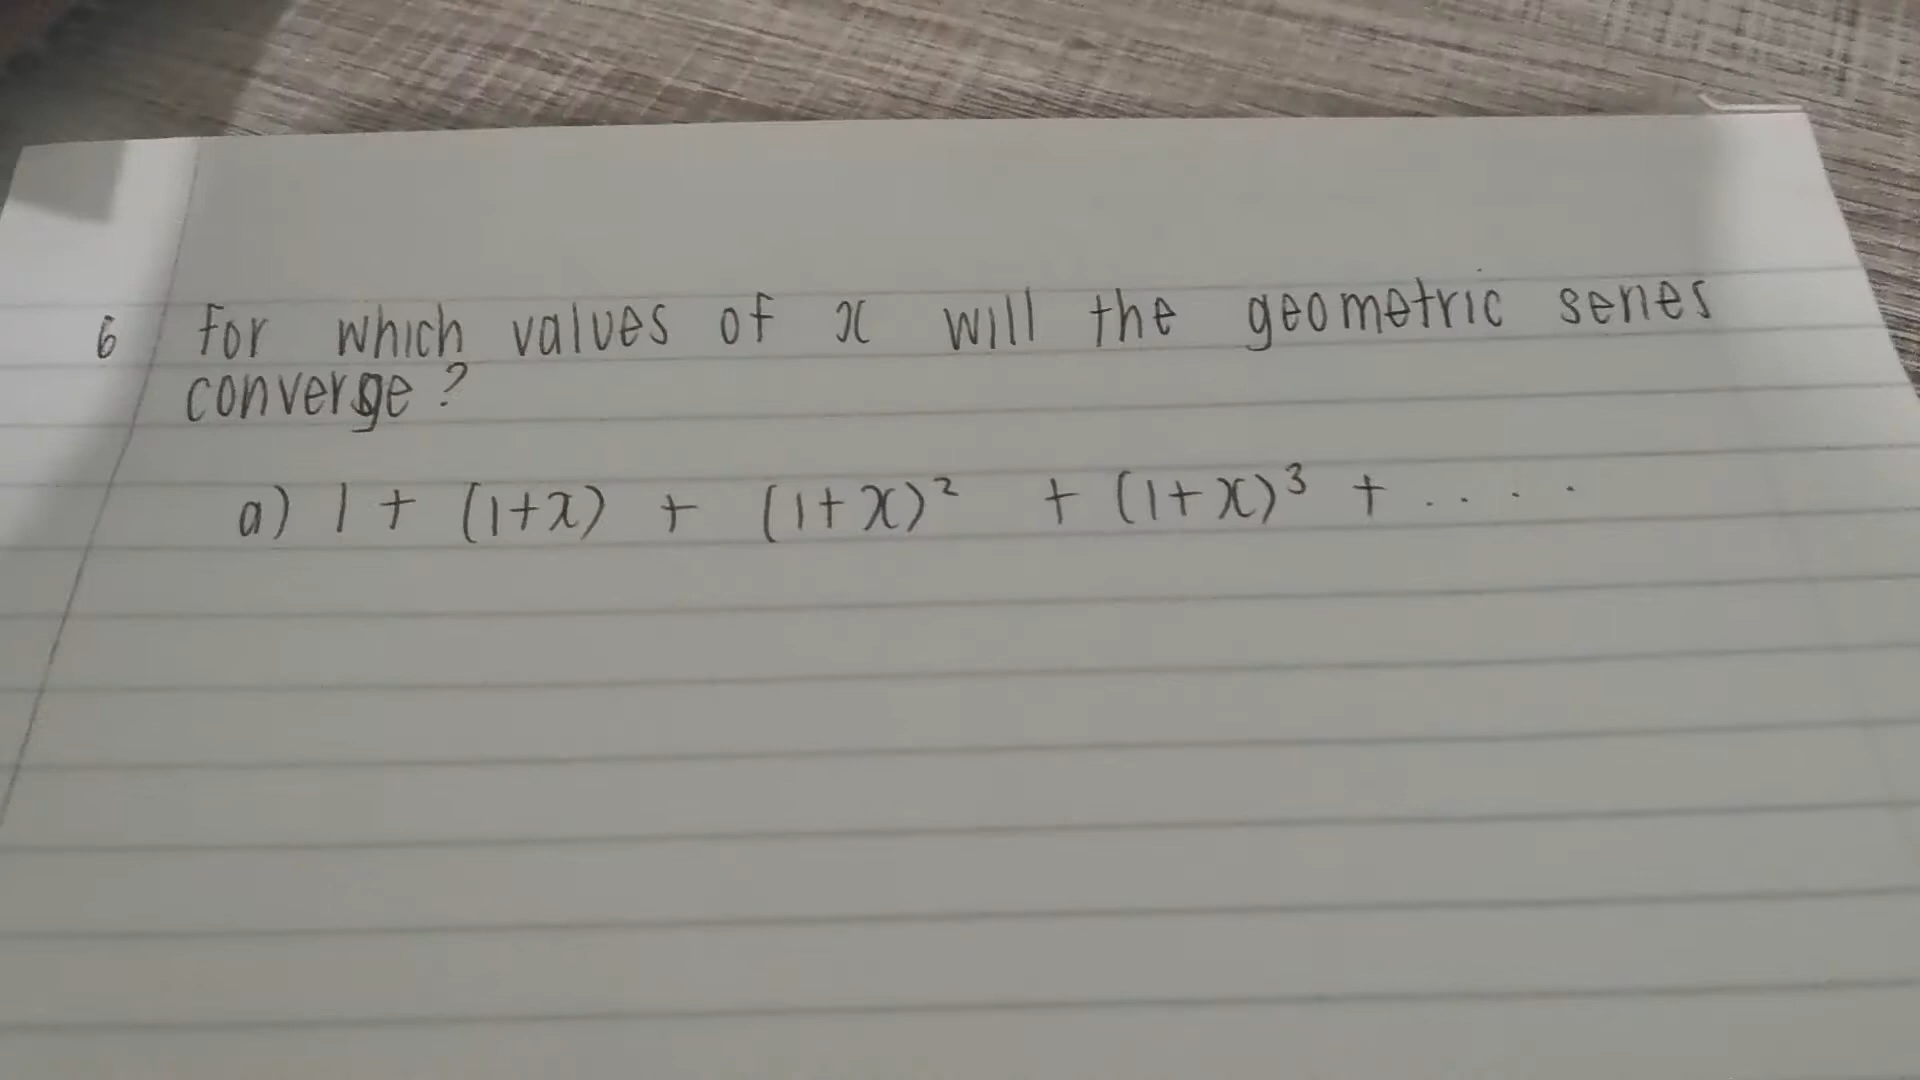 6 for which values of x will the geometric series
converge?
a) 1 + (1+x) + (1+x)² + (1+x)³ + ....